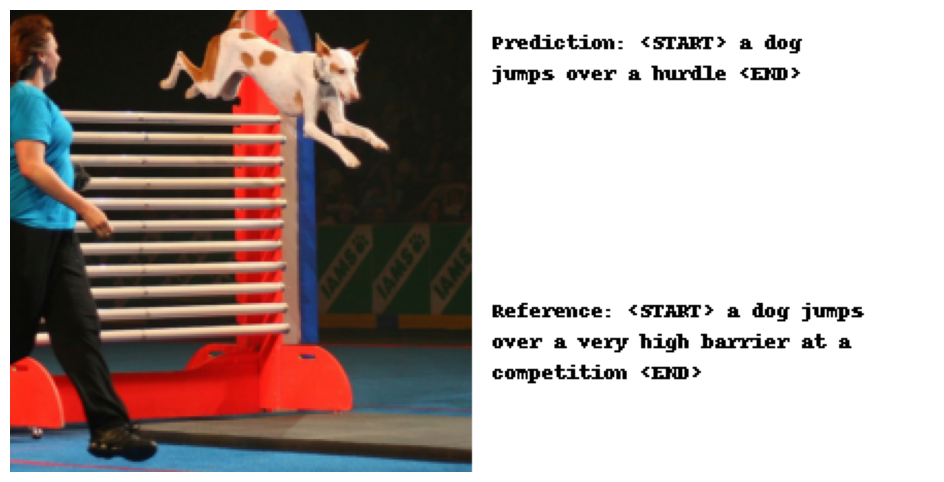 Prediction: <START> a dog
jumps over a hurdle <END>
IAMS IAMS IAMS
Reference: <START> a dog jumps
over a very high barrier at a
competition <END>